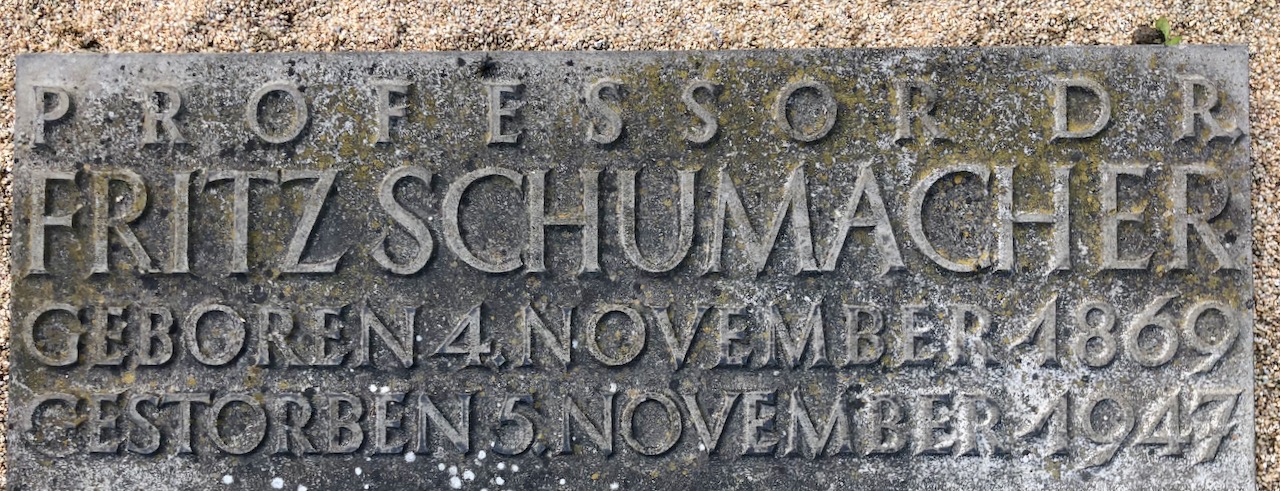 PROFESSOR DR
FRITZ SCHUMACHER
GEBOREN 4. NOVEMBER 1869
GESTORBEN 5. NOVEMBER 1947